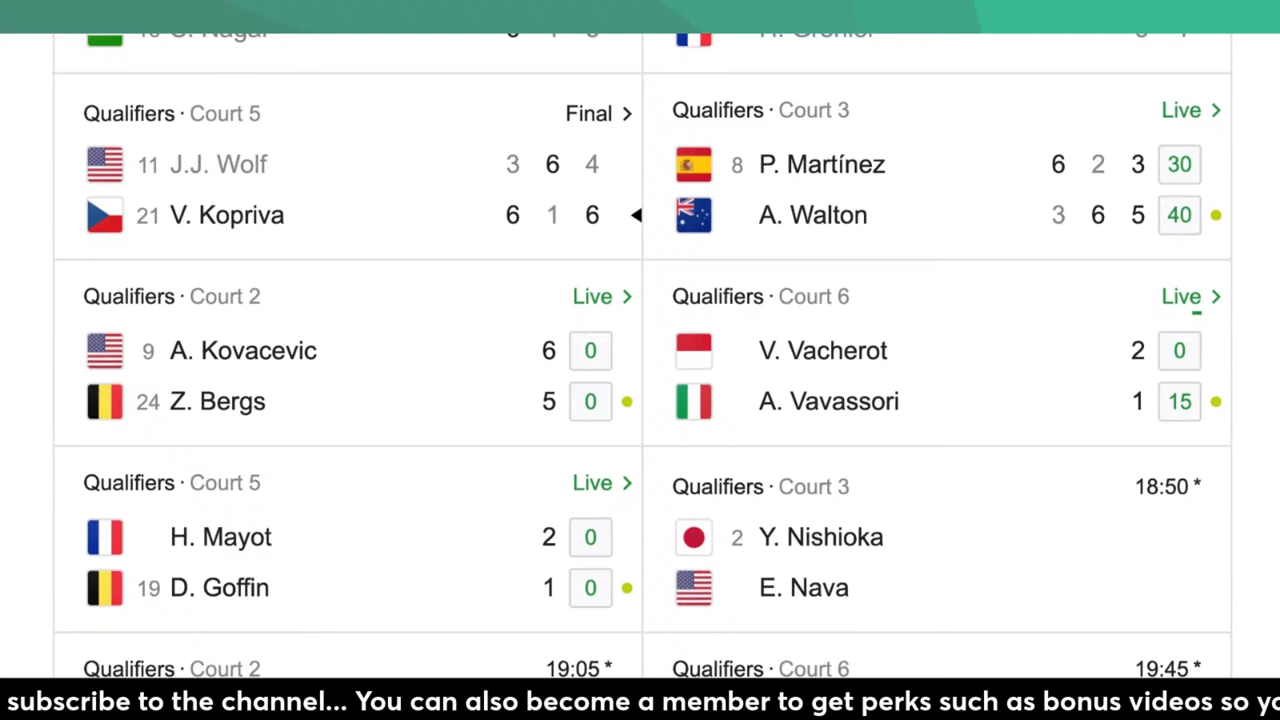 Qualifiers · Court 5 Final
11 J.J. Wolf 3 6 4
21 V. Kopriva 6 1 6
Qualifiers · Court 3 Live
8 P. Martínez 6 2 3 30
A. Walton 3 6 5 40
Qualifiers · Court 2 Live
9 A. Kovacevic 6 0
24 Z. Bergs 5 0
Qualifiers · Court 6 Live
V. Vacherot 2 0
A. Vavassori 1 15
Qualifiers · Court 5 Live
H. Mayot 2 0
19 D. Goffin 1 0
Qualifiers · Court 3 18:50 *
2 Y. Nishioka
E. Nava
Qualifiers · Court 2 19:05 *
Qualifiers · Court 6 19:45 *
subscribe to the channel... You can also become a member to get perks such as bonus videos so